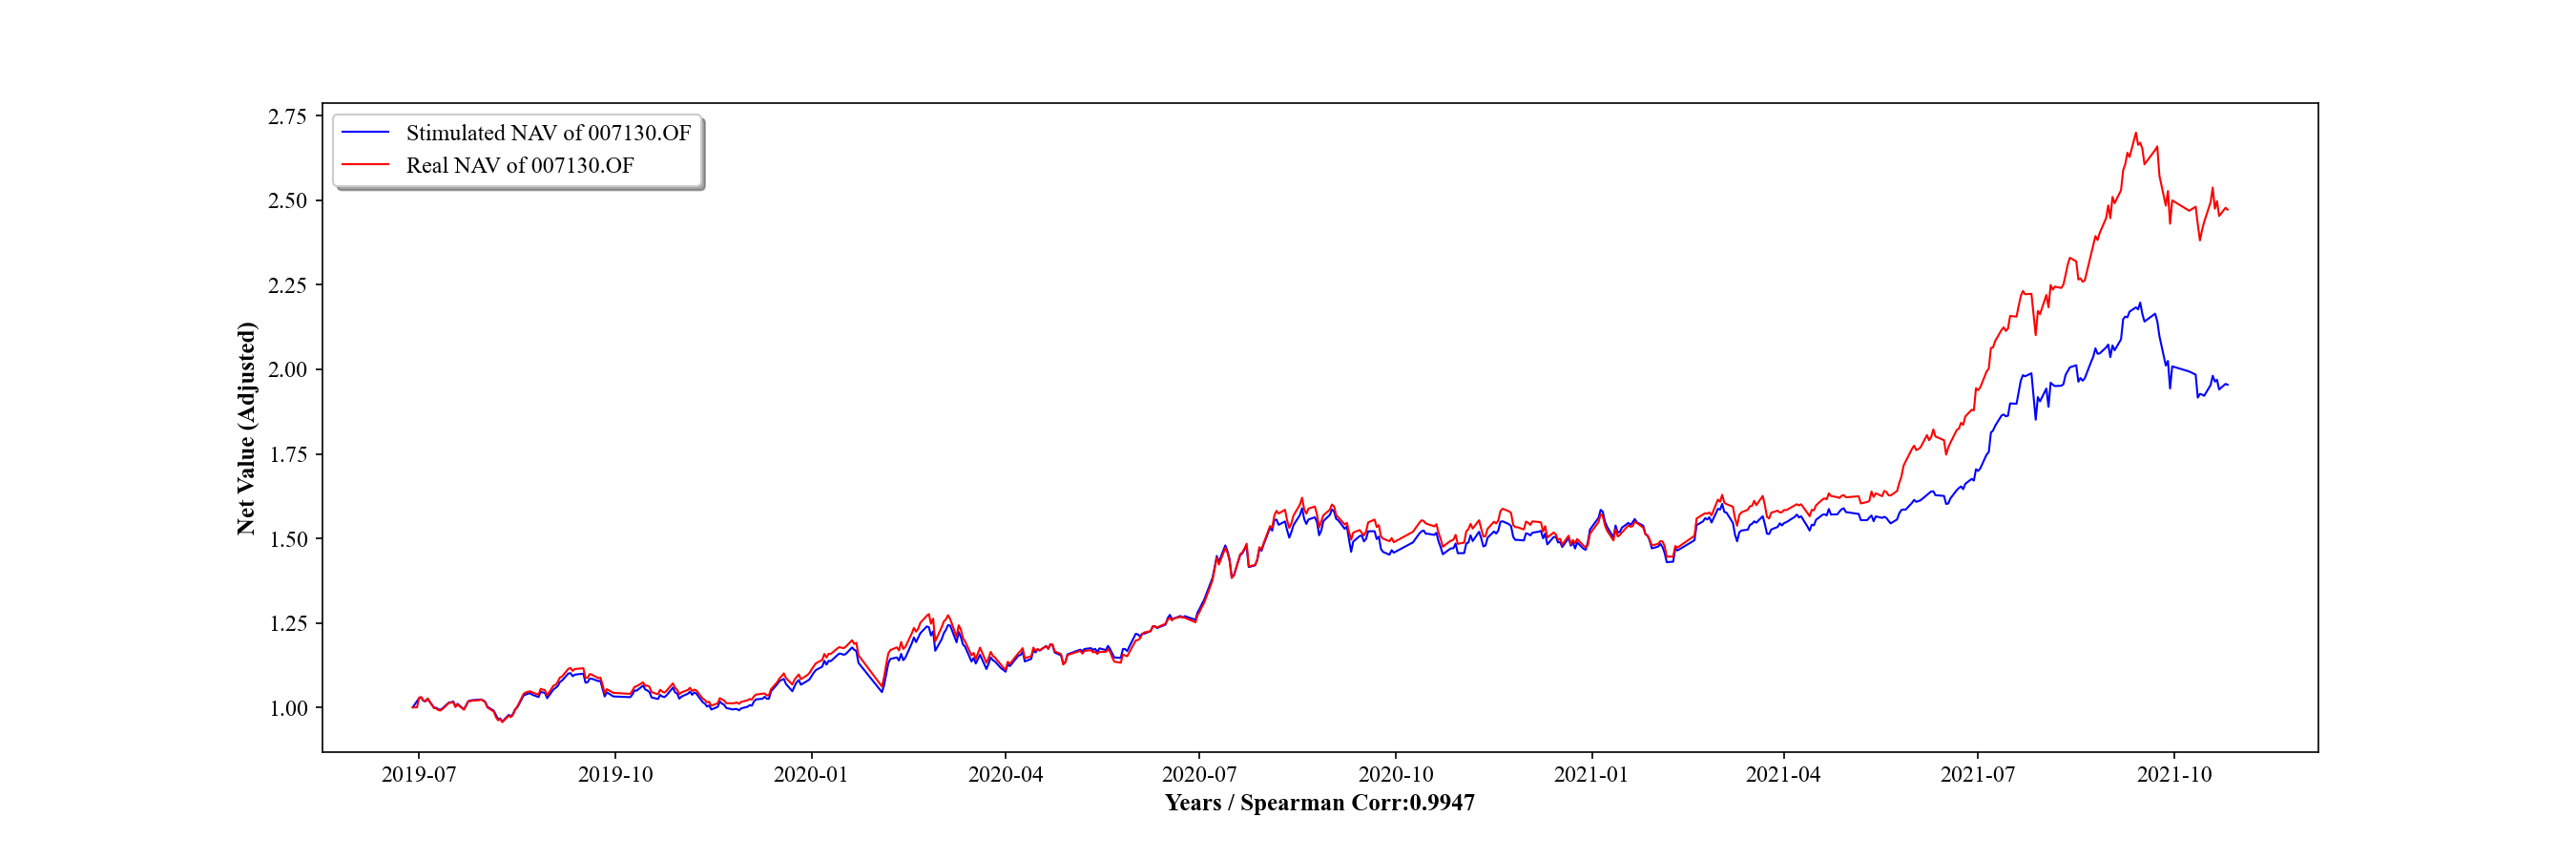 Stimulated NAV of 007130.OF
Real NAV of 007130.OF
Net Value (Adjusted)
2.75
2.50
2.25
2.00
1.75
1.50
1.25
1.00
2019-07 2019-10 2020-01 2020-04 2020-07 2020-10 2021-01 2021-04 2021-07 2021-10
Years / Spearman Corr:0.9947